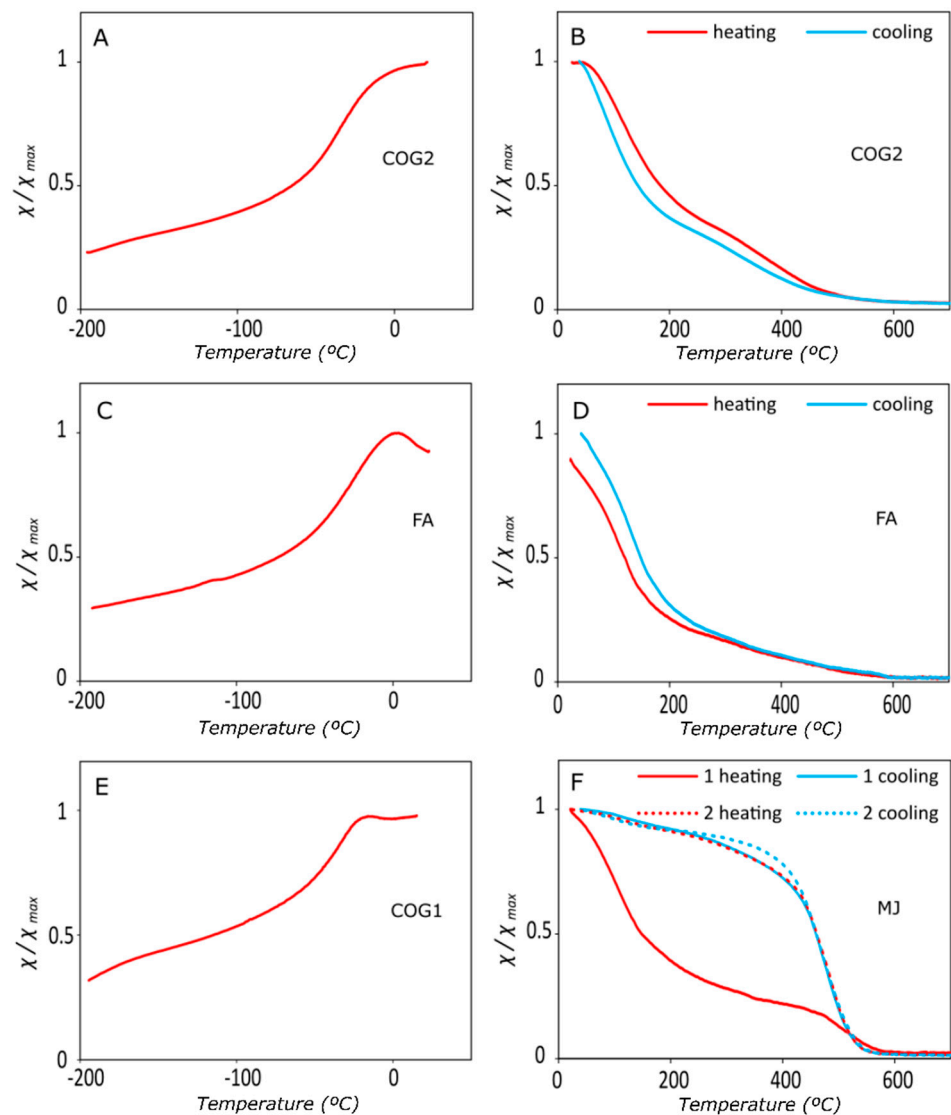 A
χ / χ max
1
0.5
0
COG2
-200
-100
0
Temperature (ºC)
B
heating
cooling
χ / χ max
1
0.5
0
COG2
0
200
400
600
Temperature (ºC)
C
χ / χ max
1
0.5
0
FA
-200
-100
0
Temperature (ºC)
D
heating
cooling
χ / χ max
1
0.5
0
FA
0
200
400
600
Temperature (ºC)
E
χ / χ max
1
0.5
0
COG1
-200
-100
0
Temperature (ºC)
F
1 heating
1 cooling
2 heating
2 cooling
χ / χ max
1
0.5
0
MJ
0
200
400
600
Temperature (ºC)